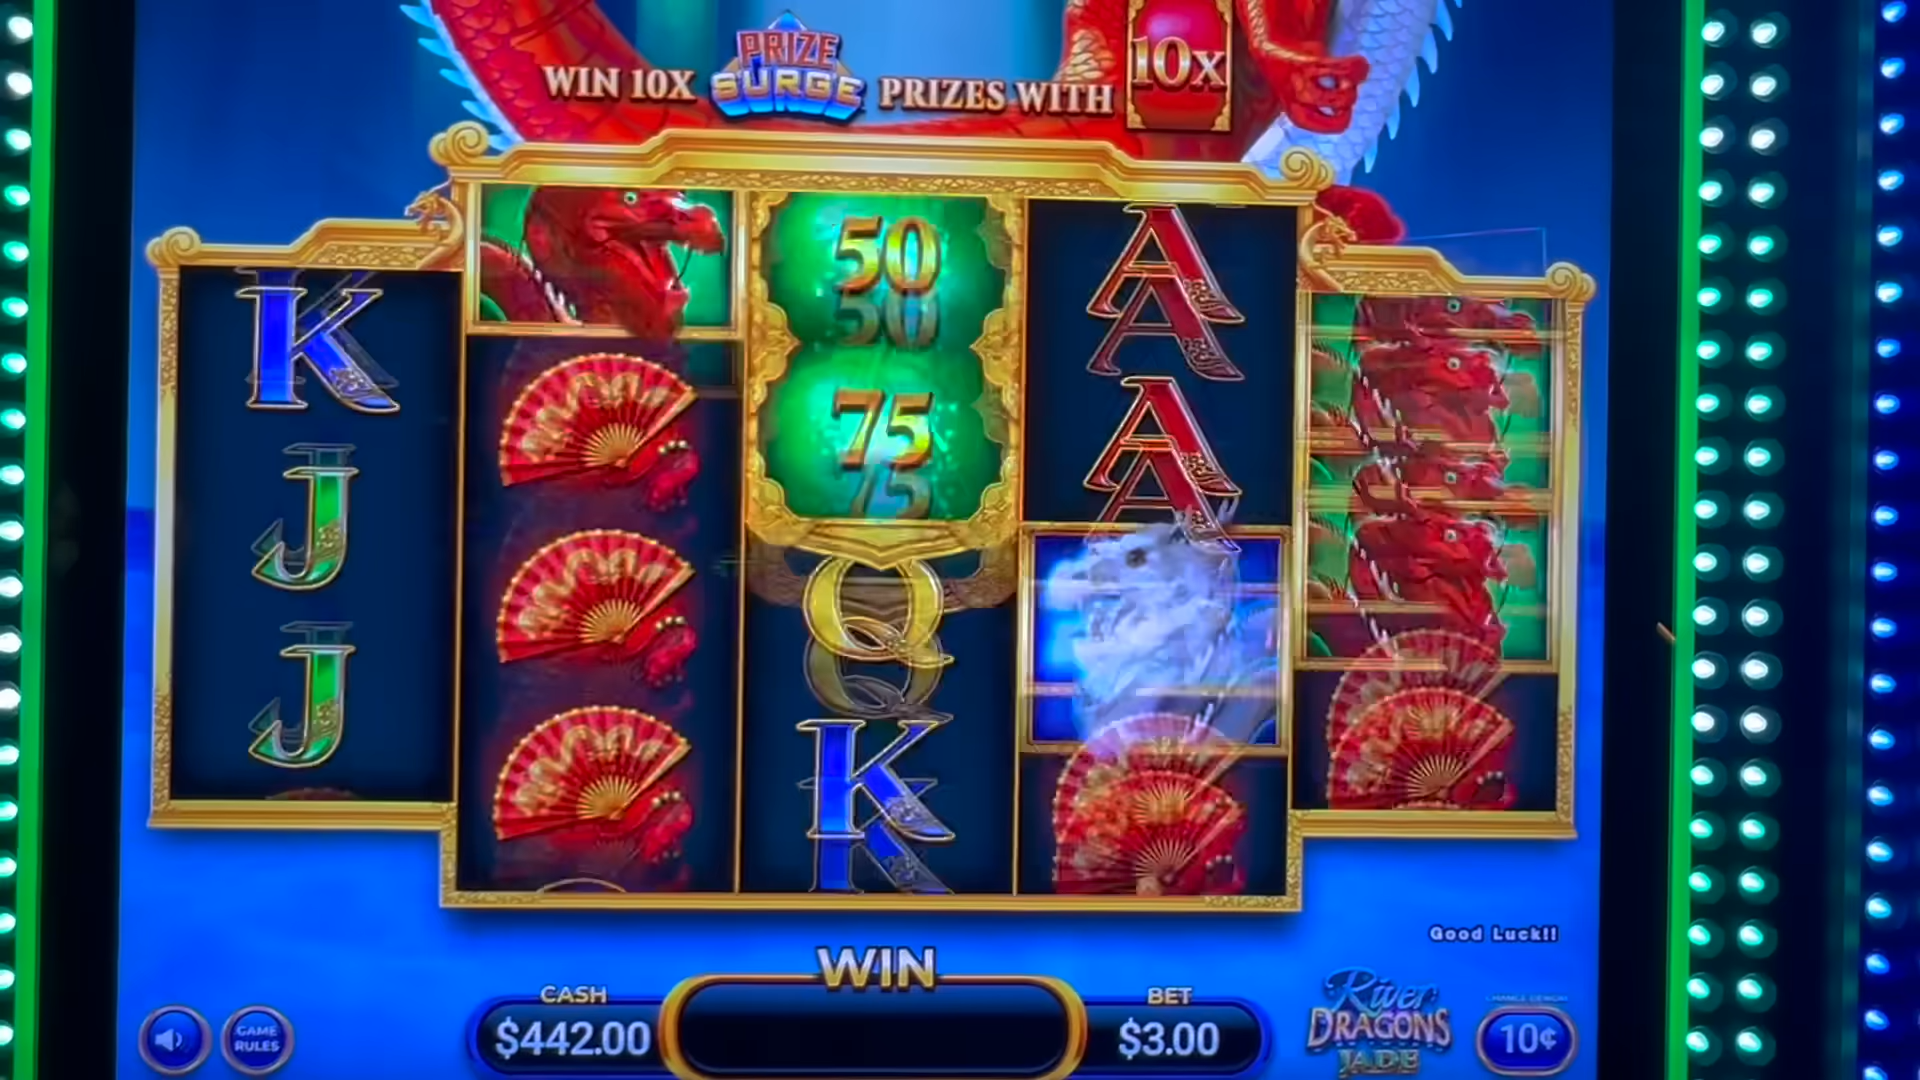 WIN 10X PRIZE SURGE PRIZES WITH 10X
50
75
A
A
K
J
J
Q
K
Good Luck!!
WIN
CASH
$442.00
BET
$3.00
GAME RULES
River
DRAGONS
JADE
10¢